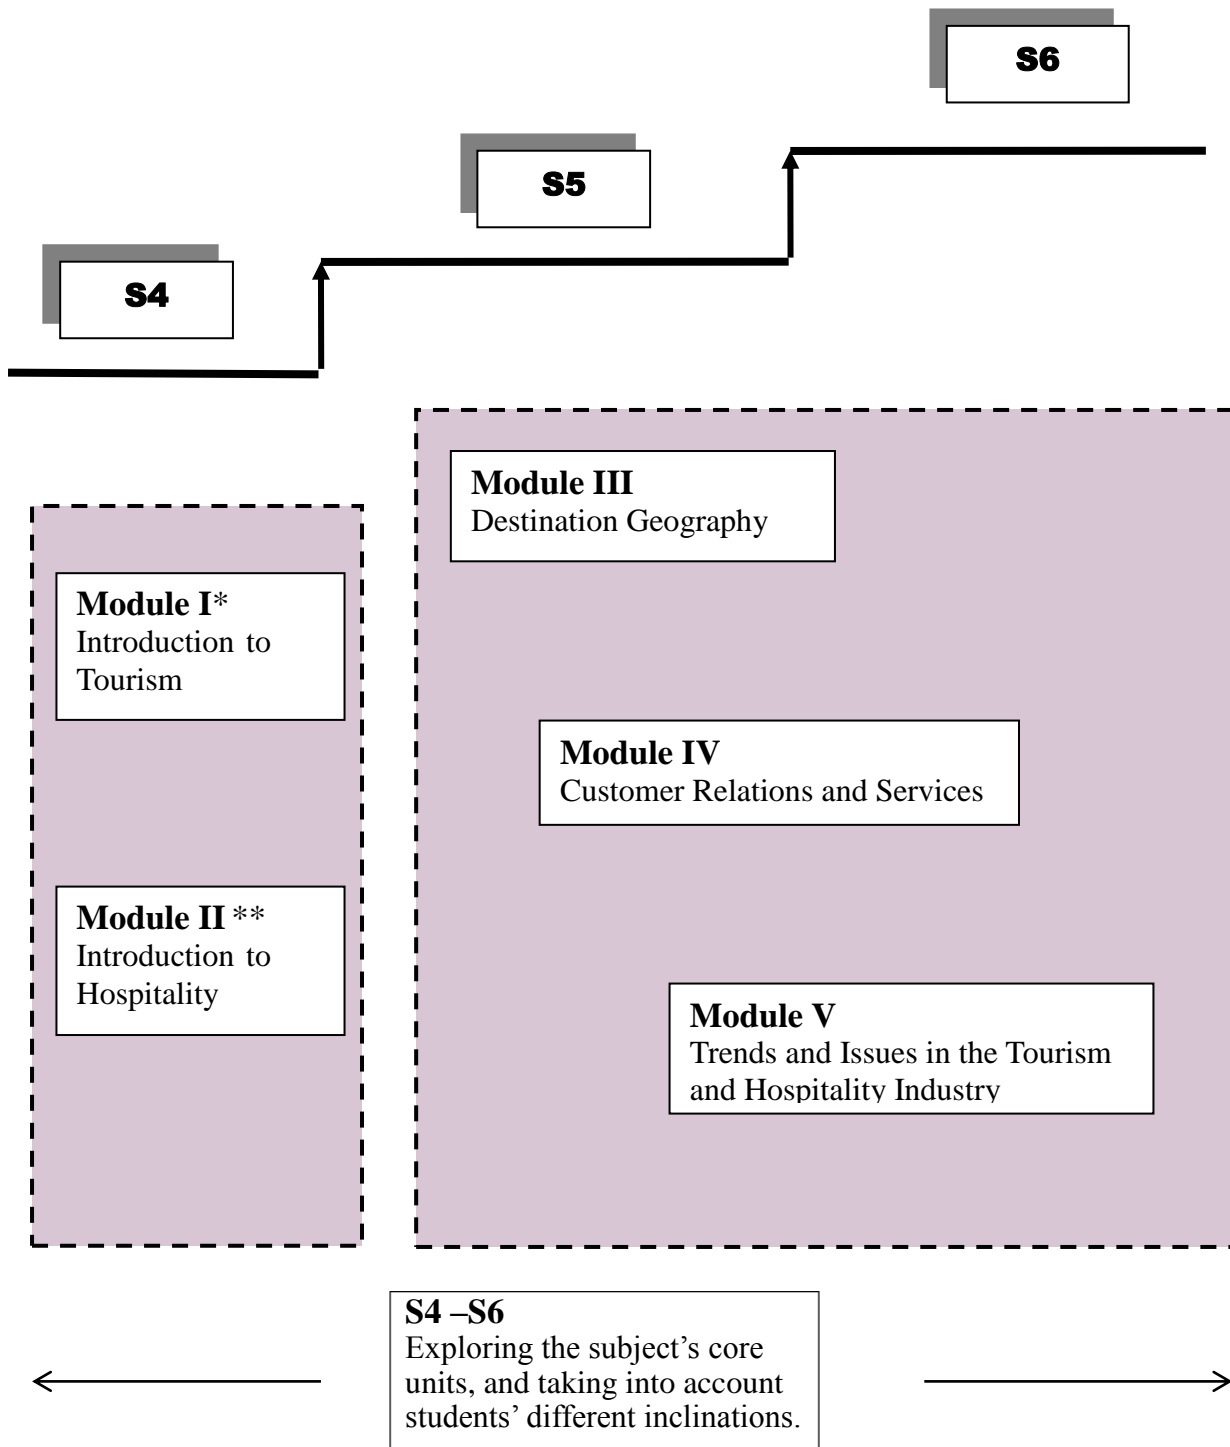 S6
S5
S4
Module III
Destination Geography
Module I*
Introduction to
Tourism
Module IV
Customer Relations and Services
Module II **
Introduction to
Hospitality
Module V
Trends and Issues in the Tourism
and Hospitality Industry
S4 –S6
Exploring the subject’s core
units, and taking into account
students’ different inclinations.